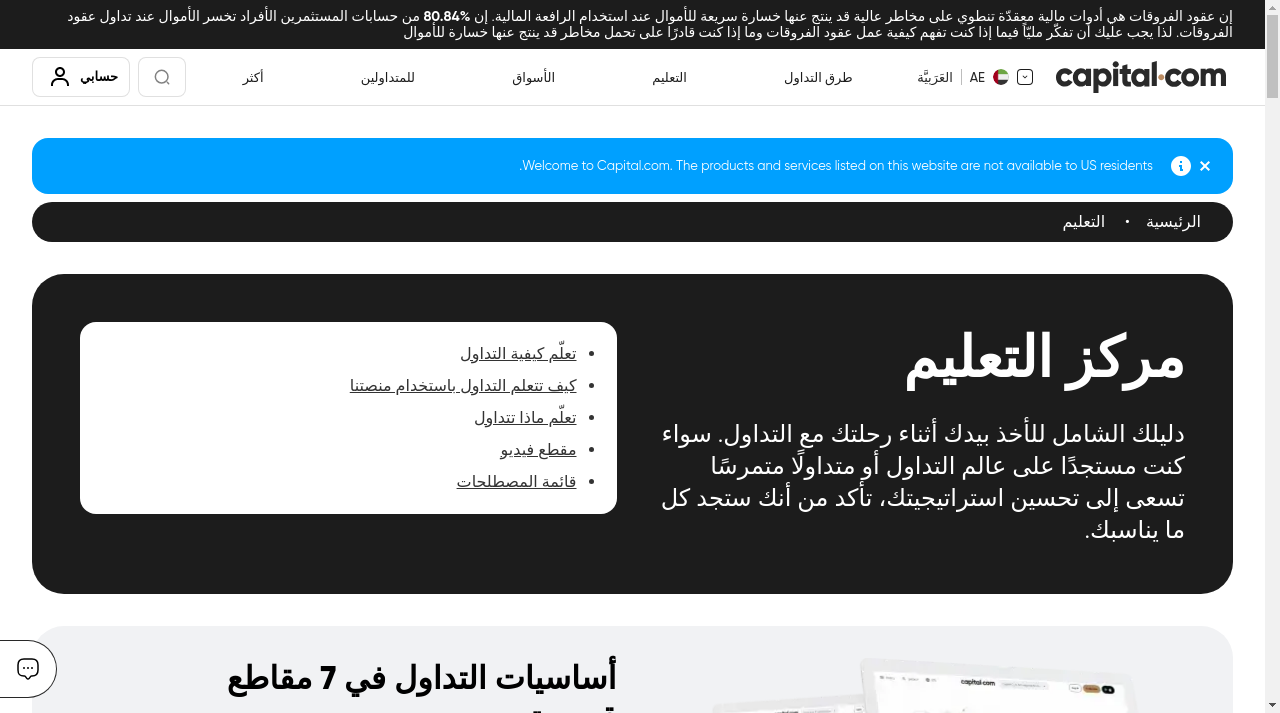 إن عقود الفروقات هي أدوات مالية معقدّة تنطوي على مخاطر عالية قد ينتج عنها خسارة سريعة للأموال عند استخدام الرافعة المالية. إن 80.84% من حسابات المستثمرين الأفراد تخسر الأموال عند تداول عقود
الفروقات. لذا يجب عليك أن تفكّر مليّاً فيما إذا كنت تفهم كيفية عمل عقود الفروقات وما إذا كنت قادرًا على تحمل مخاطر قد ينتج عنها خسارة للأموال
capital.com
AE
العَرَبِيَّة
طرق التداول
التعليم
الأسواق
للمتداولين
أكثر
حسابي
Welcome to Capital.com. The products and services listed on this website are not available to US residents.
الرئيسية • التعليم
مركز التعليم
دليلك الشامل للأخذ بيدك أثناء رحلتك مع التداول. سواء
كنت مستجدًا على عالم التداول أو متداولًا متمرسًا
تسعى إلى تحسين استراتيجيتك، تأكد من أنك ستجد كل
ما يناسبك.
• تعلّم كيفية التداول
• كيف تتعلم التداول باستخدام منصتنا
• تعلّم ماذا تتداول
• مقطع فيديو
• قائمة المصطلحات
أساسيات التداول في 7 مقاطع
capital.com